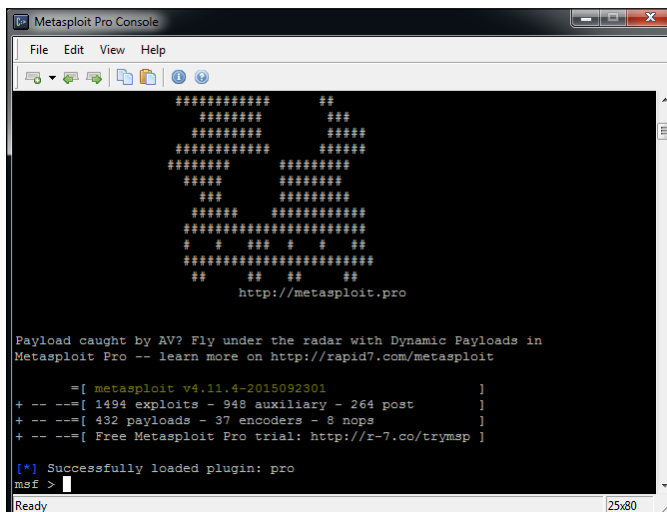 Metasploit Pro Console
File Edit View Help
############ ##
######## ###
######### #####
############ ######
######## #########
##### ########
### #########
###### ############
#######################
# # ### # # ##
########################
## ## ## ##
http://metasploit.pro
Payload caught by AV? Fly under the radar with Dynamic Payloads in
Metasploit Pro -- learn more on http://rapid7.com/metasploit
=[ metasploit v4.11.4-2015092301 ]
+ -- --=[ 1494 exploits - 948 auxiliary - 264 post ]
+ -- --=[ 432 payloads - 37 encoders - 8 nops ]
+ -- --=[ Free Metasploit Pro trial: http://r-7.co/trymsp ]
[*] Successfully loaded plugin: pro
msf >
Ready 25x80